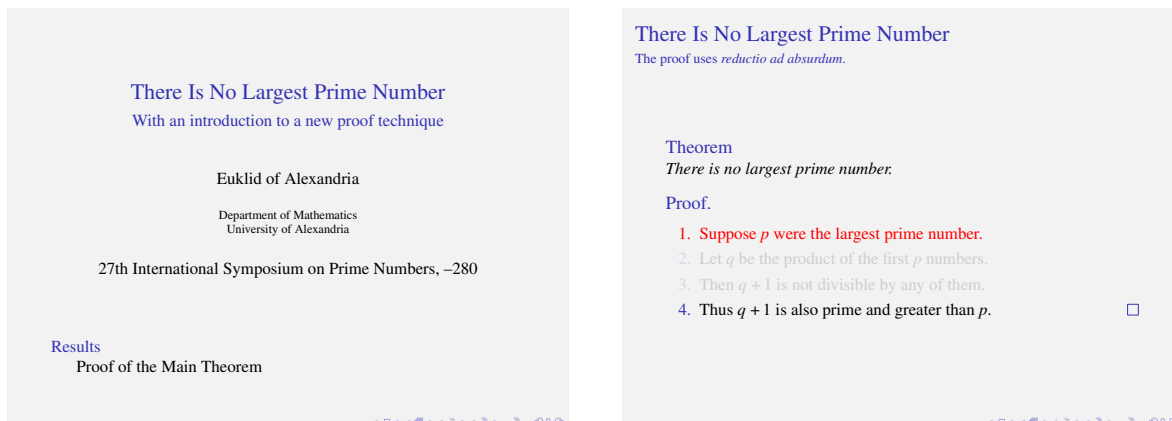 There Is No Largest Prime Number
With an introduction to a new proof technique
Euklid of Alexandria
Department of Mathematics
University of Alexandria
27th International Symposium on Prime Numbers, –280
Results
Proof of the Main Theorem
There Is No Largest Prime Number
The proof uses reductio ad absurdum.
Theorem
There is no largest prime number.
Proof.
1. Suppose p were the largest prime number.
2. Let q be the product of the first p numbers.
3. Then q + 1 is not divisible by any of them.
4. Thus q + 1 is also prime and greater than p.